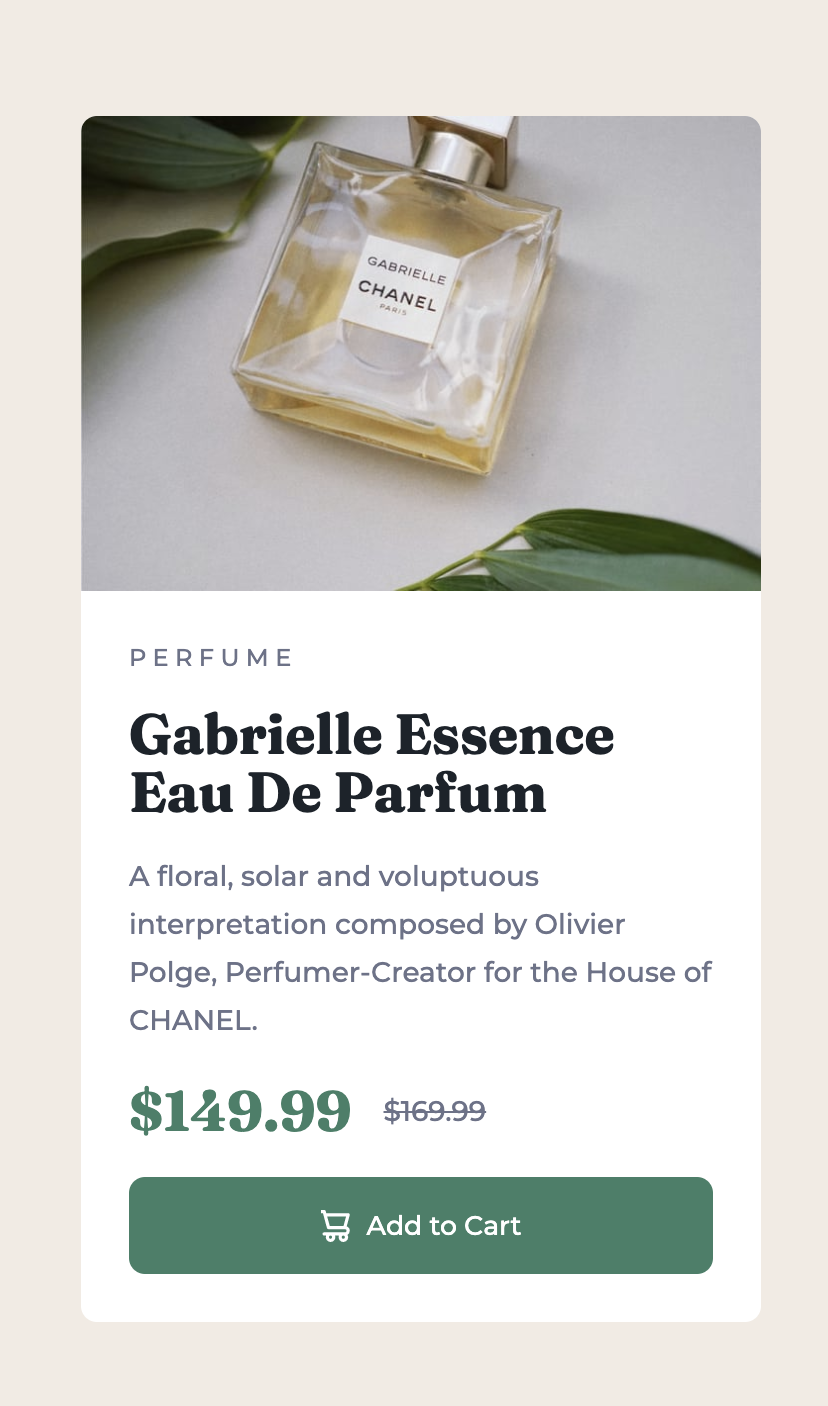 GABRIELLE
CHANEL
PARIS
PERFUME
Gabrielle Essence
Eau De Parfum
A floral, solar and voluptuous
interpretation composed by Olivier
Polge, Perfumer-Creator for the House of
CHANEL.
$149.99 $169.99
Add to Cart